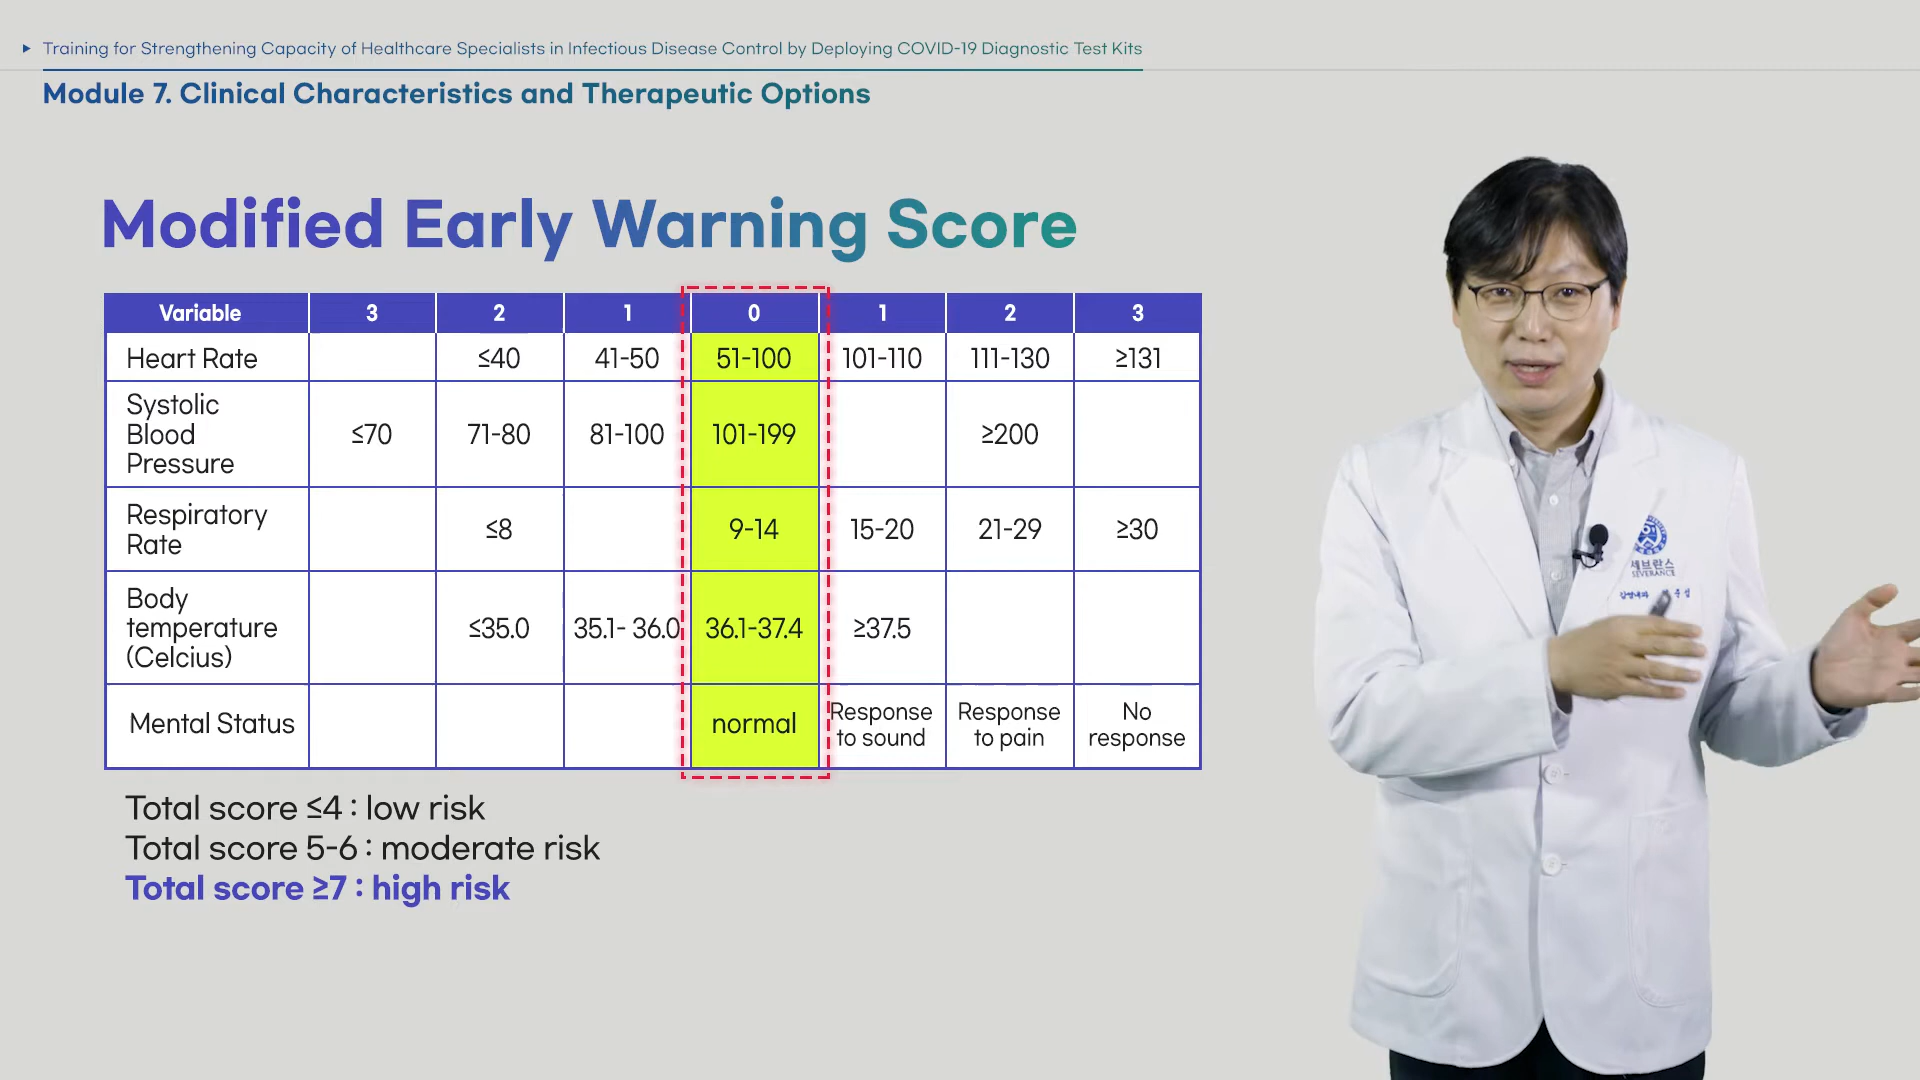 Training for Strengthening Capacity of Healthcare Specialists in Infectious Disease Control by Deploying COVID-19 Diagnostic Test Kits
Module 7. Clinical Characteristics and Therapeutic Options
Modified Early Warning Score
Variable 3 2 1 0 1 2 3
Heart Rate ≤40 41-50 51-100 101-110 111-130 ≥131
Systolic
Blood
Pressure
≤70 71-80 81-100 101-199 ≥200
Respiratory
Rate
≤8 9-14 15-20 21-29 ≥30
Body
temperature
(Celcius)
≤35.0 35.1- 36.0 36.1-37.4 ≥37.5
Mental Status
normal
Response
to sound
Response
to pain
No
response
Total score ≤4 : low risk
Total score 5-6 : moderate risk
Total score ≥7 : high risk
세브란스
SEVERANCE